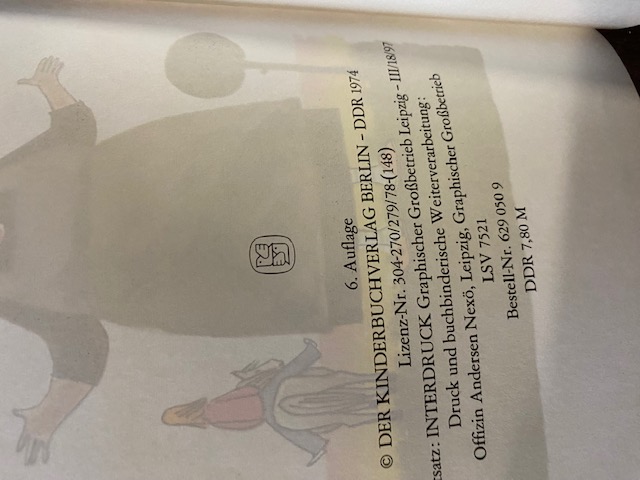 6. Auflage
© DER KINDERBUCHVERLAG BERLIN – DDR 1974
Lizenz-Nr. 304-270/279/78-(148)
rsatz: INTERDRUCK Graphischer Großbetrieb Leipzig – III/18/97
Druck und buchbinderische Weiterverarbeitung:
Offizin Andersen Nexö, Leipzig, Graphischer Großbetrieb
LSV 7521
Bestell-Nr. 629 050 9
DDR 7,80 M